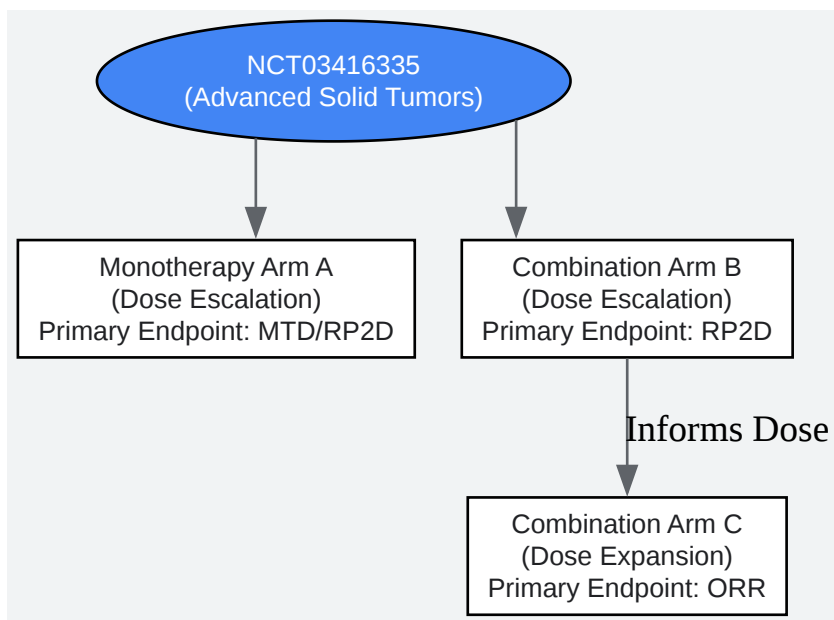 NCT03416335
(Advanced Solid Tumors)
Monotherapy Arm A
(Dose Escalation)
Primary Endpoint: MTD/RP2D
Combination Arm B
(Dose Escalation)
Primary Endpoint: RP2D
Informs Dose
Combination Arm C
(Dose Expansion)
Primary Endpoint: ORR